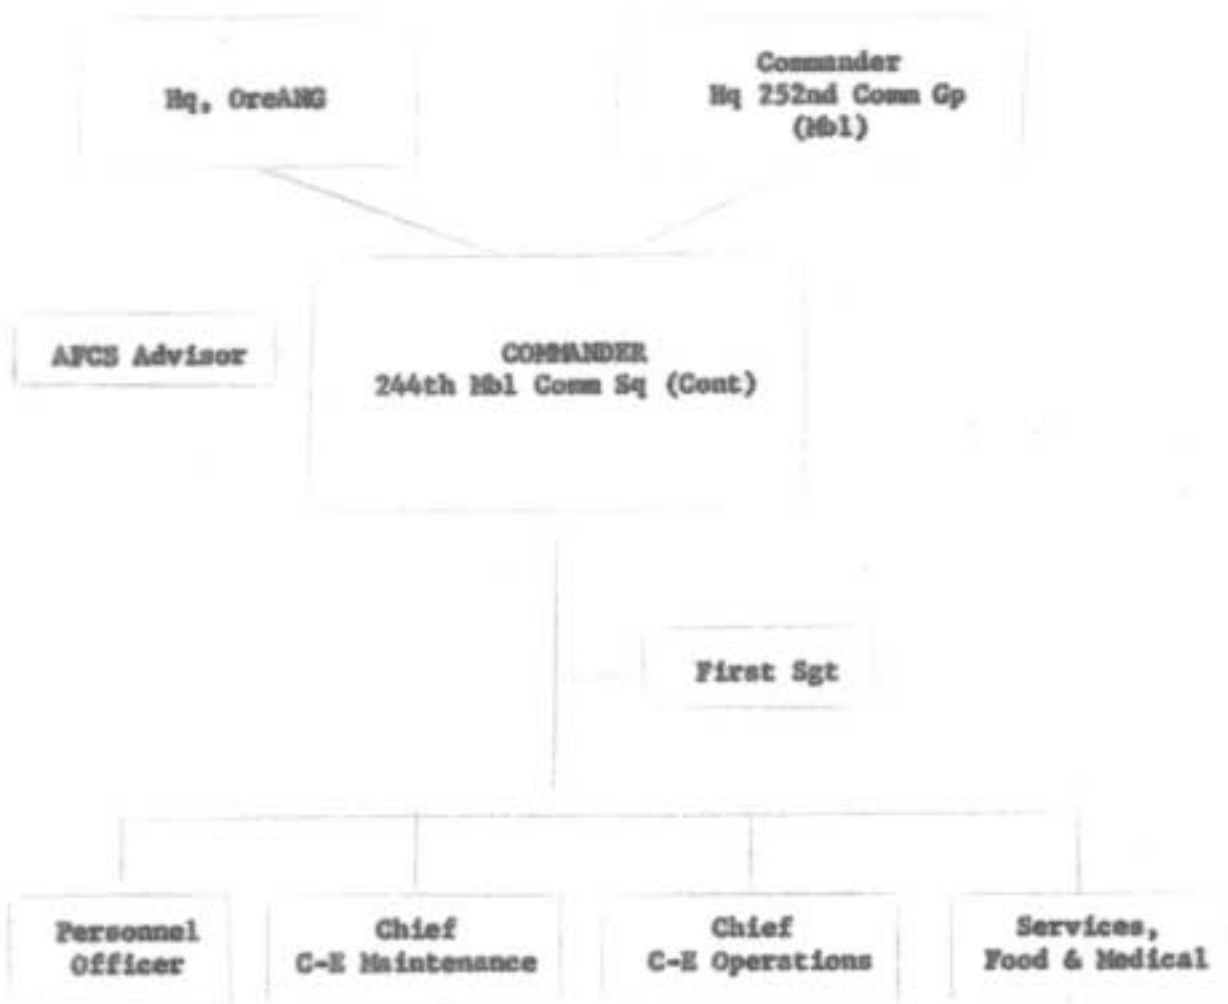 Hq, OreANG
Commander
Hq 252nd Comm Gp
(Mbl)
AFCS Advisor
COMMANDER
244th Mbl Comm Sq (Cont)
First Sgt
Personnel
Officer
Chief
C-E Maintenance
Chief
C-E Operations
Services,
Food & Medical